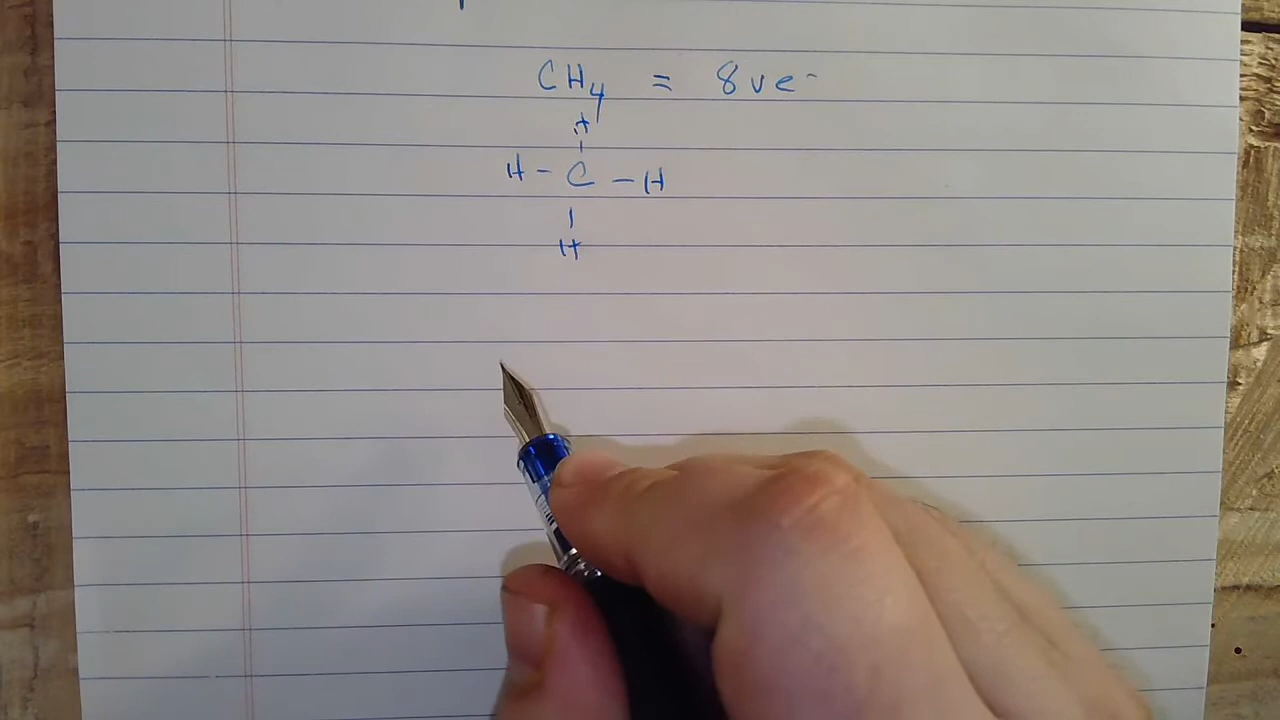 CH₄ = 8ve⁻
H
H - C - H
H